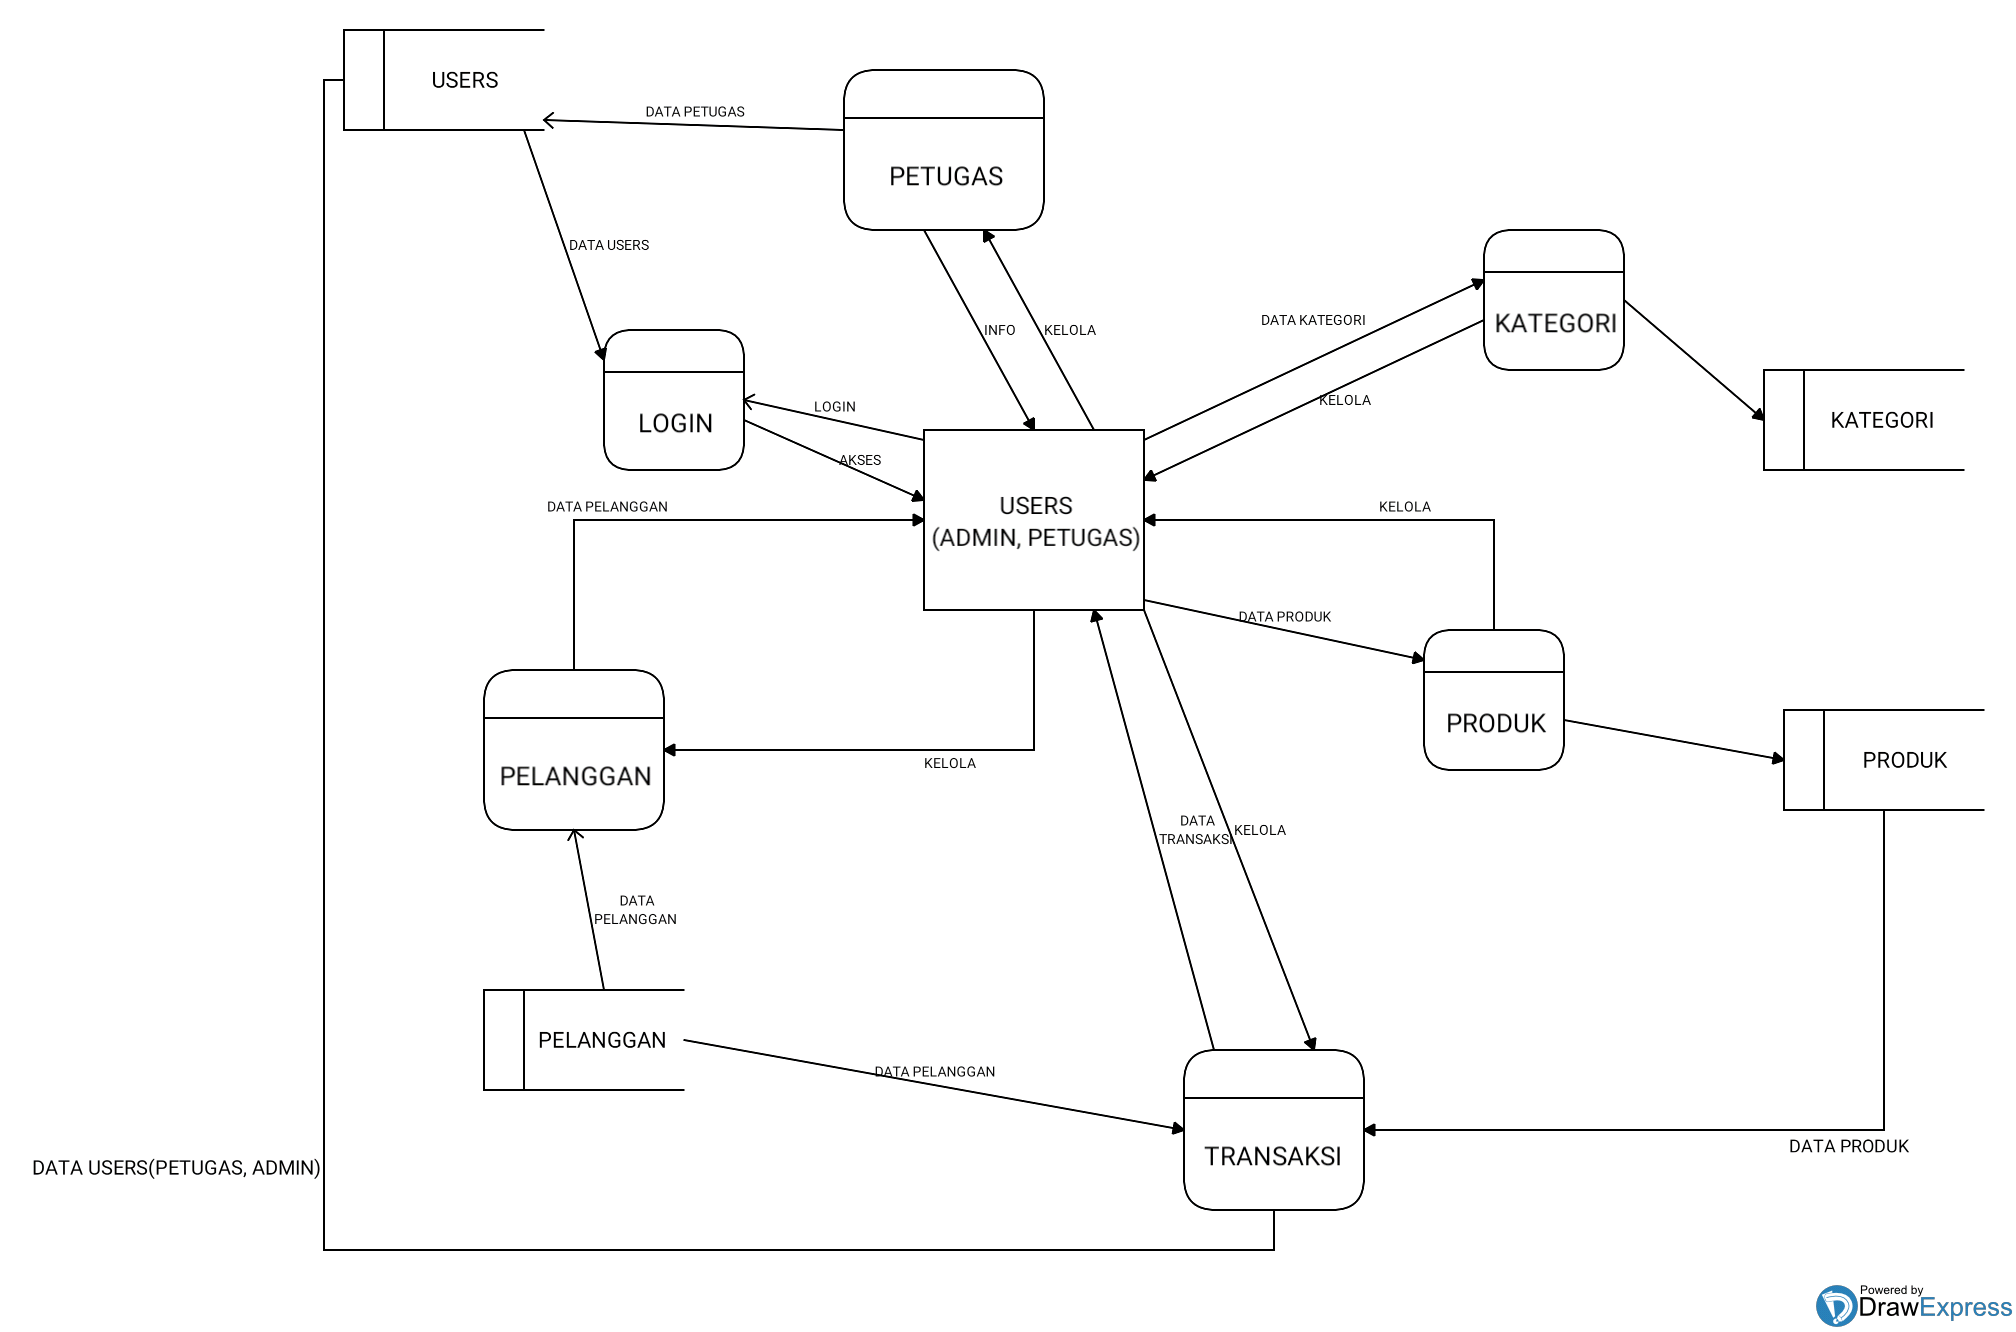 USERS
DATA PETUGAS
PETUGAS
DATA USERS
INFO
KELOLA
DATA KATEGORI
KATEGORI
KELOLA
LOGIN
LOGIN
AKSES
KATEGORI
DATA PELANGGAN
USERS
(ADMIN, PETUGAS)
KELOLA
DATA PRODUK
PRODUK
PELANGGAN
KELOLA
PRODUK
DATA
TRANSAKSI
KELOLA
DATA
PELANGGAN
PELANGGAN
DATA PELANGGAN
TRANSAKSI
DATA PRODUK
DATA USERS(PETUGAS, ADMIN)
Powered by
DrawExpress